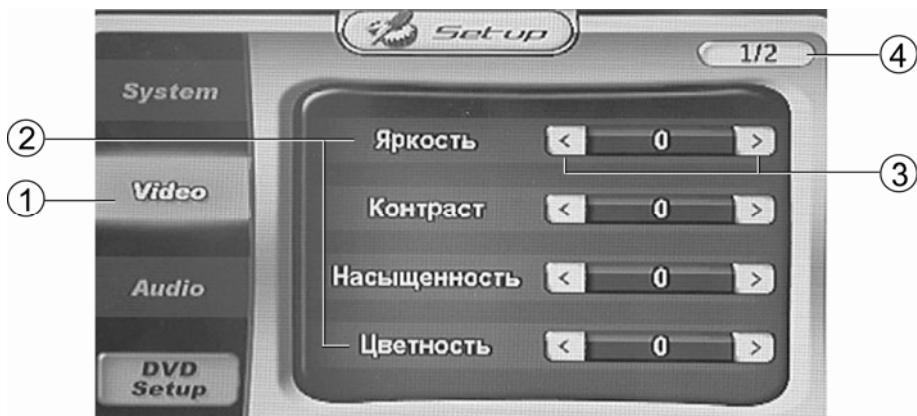 Setup
1/2
4
System
2
Яркость < 0 >
3
1
Video
Контраст < 0 >
Audio
Насыщенность < 0 >
Цветность < 0 >
DVD
Setup